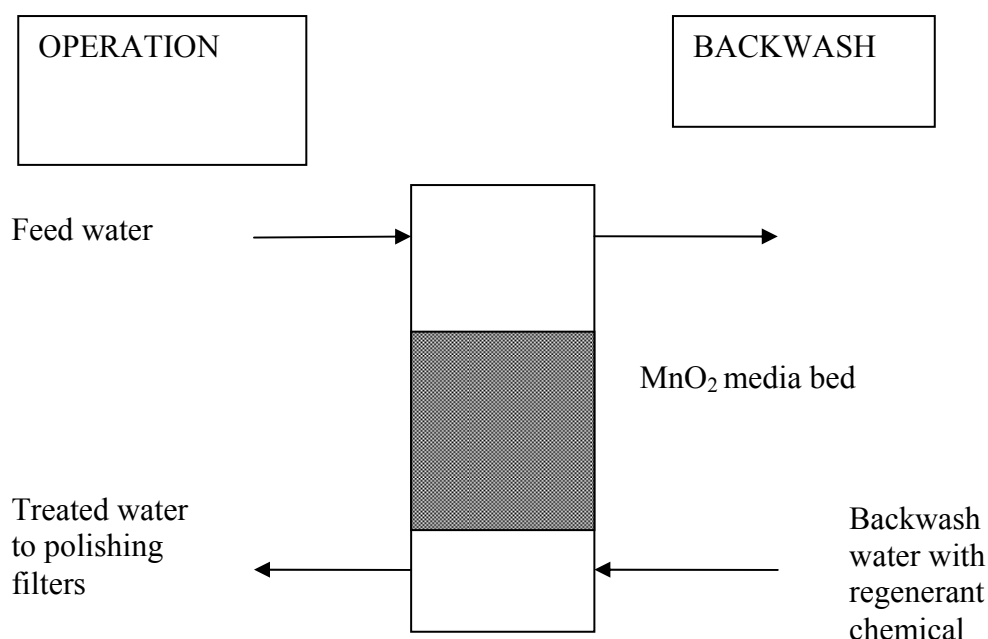 OPERATION
BACKWASH
Feed water
MnO₂ media bed
Treated water
to polishing
filters
Backwash
water with
regenerant
chemical